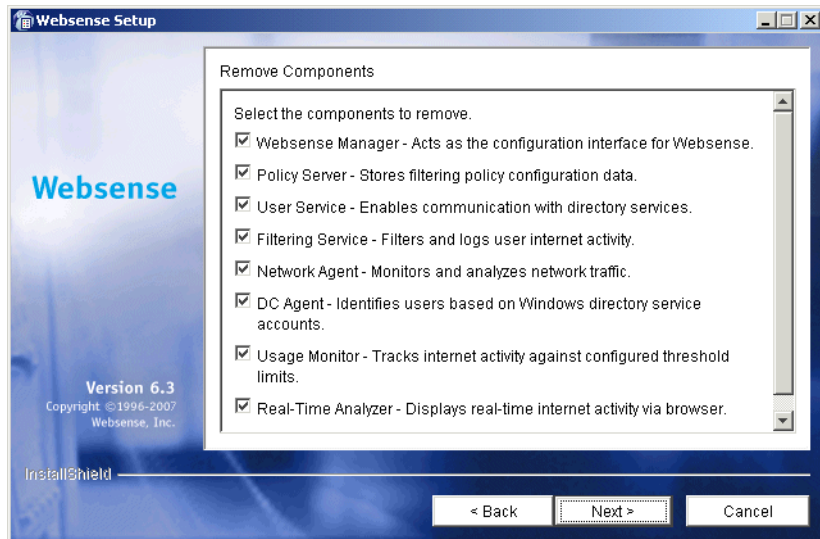 Websense Setup
Remove Components
Select the components to remove.
Websense Manager - Acts as the configuration interface for Websense.
Policy Server - Stores filtering policy configuration data.
User Service - Enables communication with directory services.
Filtering Service - Filters and logs user internet activity.
Network Agent - Monitors and analyzes network traffic.
DC Agent - Identifies users based on Windows directory service
accounts.
Usage Monitor - Tracks internet activity against configured threshold
limits.
Real-Time Analyzer - Displays real-time internet activity via browser.
Websense
Version 6.3
Copyright ©1996-2007
Websense, Inc.
InstallShield
< Back
Next >
Cancel